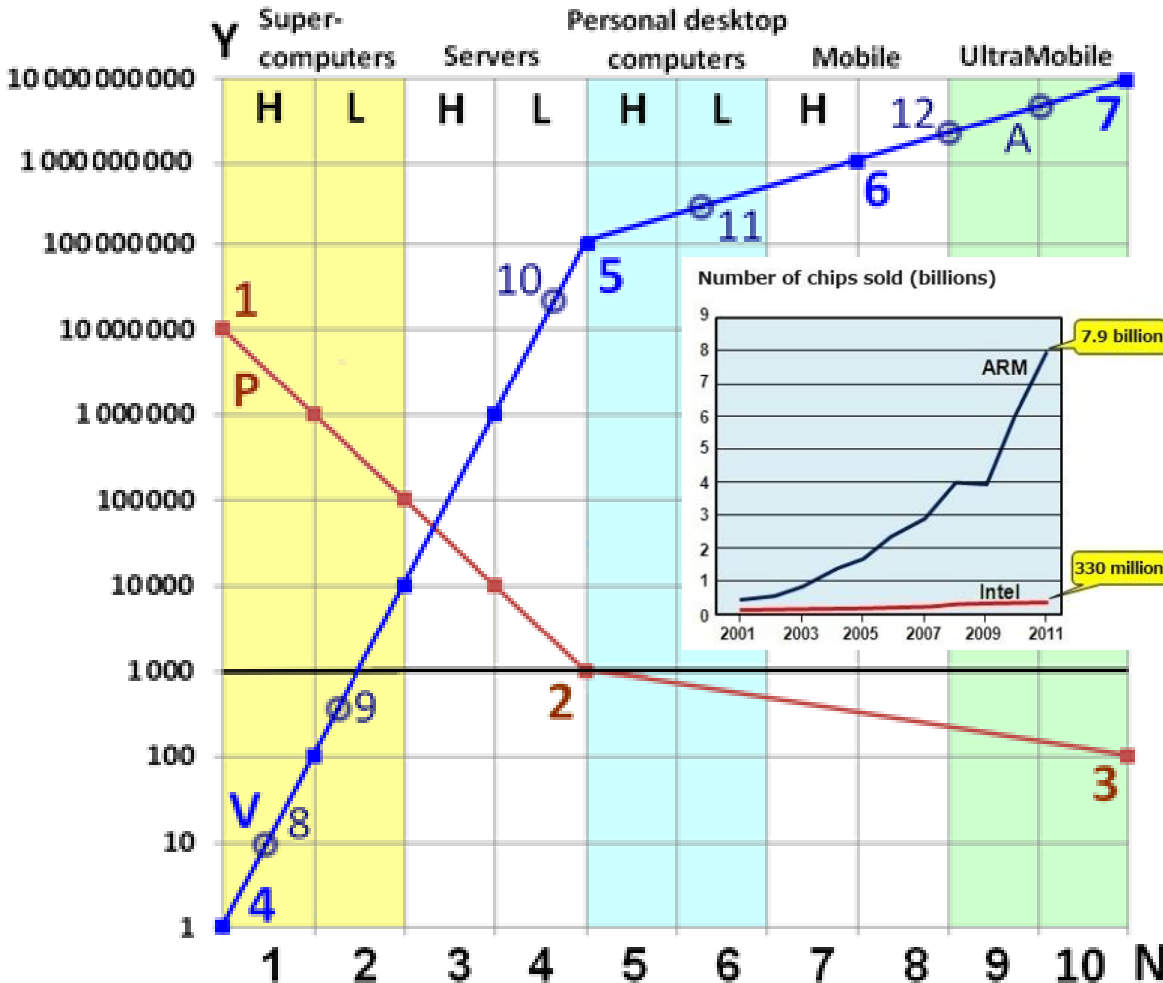 Y
Super-
computers
Servers
Personal desktop
computers
Mobile
UltraMobile
H L H L H L H
10 000 000 000
1 000 000 000
100 000 000
10 000 000
1 000 000
100 000
10 000
1000
100
10
1
1
P
2
3
V
4
8
9
10
5
11
6
12
A
7
Number of chips sold (billions)
9
8
7
6
5
4
3
2
1
0
ARM
7.9 billion
Intel
330 million
2001 2003 2005 2007 2009 2011
1 2 3 4 5 6 7 8 9 10 N